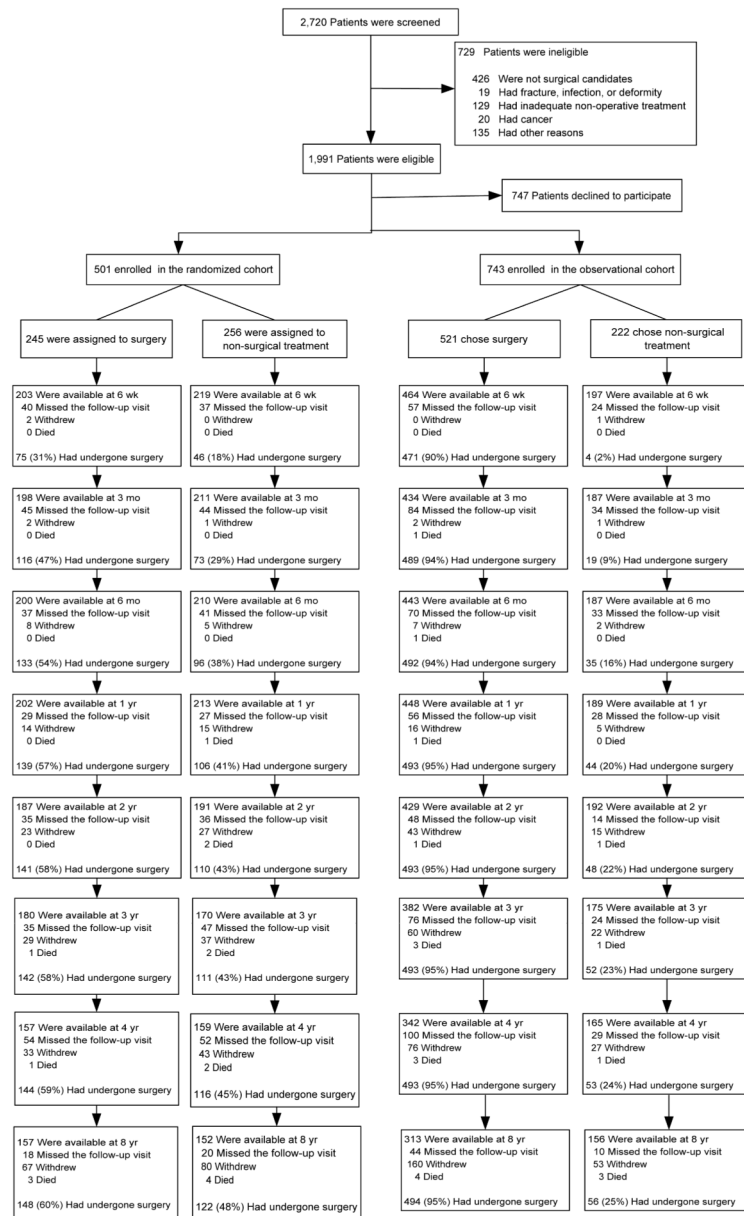 2,720 Patients were screened
729 Patients were ineligible
426 Were not surgical candidates
19 Had fracture, infection, or deformity
129 Had inadequate non-operative treatment
20 Had cancer
135 Had other reasons
1,991 Patients were eligible
747 Patients declined to participate
501 enrolled in the randomized cohort
743 enrolled in the observational cohort
245 were assigned to surgery
256 were assigned to
non-surgical treatment
521 chose surgery
222 chose non-surgical
treatment
203 Were available at 6 wk
40 Missed the follow-up visit
2 Withdrew
0 Died
75 (31%) Had undergone surgery
219 Were available at 6 wk
37 Missed the follow-up visit
0 Withdrew
0 Died
46 (18%) Had undergone surgery
464 Were available at 6 wk
57 Missed the follow-up visit
0 Withdrew
0 Died
471 (90%) Had undergone surgery
197 Were available at 6 wk
24 Missed the follow-up visit
1 Withdrew
0 Died
4 (2%) Had undergone surgery
198 Were available at 3 mo
45 Missed the follow-up visit
2 Withdrew
0 Died
116 (47%) Had undergone surgery
211 Were available at 3 mo
44 Missed the follow-up visit
1 Withdrew
0 Died
73 (29%) Had undergone surgery
434 Were available at 3 mo
84 Missed the follow-up visit
2 Withdrew
1 Died
489 (94%) Had undergone surgery
187 Were available at 3 mo
34 Missed the follow-up visit
1 Withdrew
0 Died
19 (9%) Had undergone surgery
200 Were available at 6 mo
37 Missed the follow-up visit
8 Withdrew
0 Died
133 (54%) Had undergone surgery
210 Were available at 6 mo
41 Missed the follow-up visit
5 Withdrew
0 Died
96 (38%) Had undergone surgery
443 Were available at 6 mo
70 Missed the follow-up visit
7 Withdrew
1 Died
492 (94%) Had undergone surgery
187 Were available at 6 mo
33 Missed the follow-up visit
2 Withdrew
0 Died
35 (16%) Had undergone surgery
202 Were available at 1 yr
29 Missed the follow-up visit
14 Withdrew
0 Died
139 (57%) Had undergone surgery
213 Were available at 1 yr
27 Missed the follow-up visit
15 Withdrew
1 Died
106 (41%) Had undergone surgery
448 Were available at 1 yr
56 Missed the follow-up visit
16 Withdrew
1 Died
493 (95%) Had undergone surgery
189 Were available at 1 yr
28 Missed the follow-up visit
5 Withdrew
0 Died
44 (20%) Had undergone surgery
187 Were available at 2 yr
35 Missed the follow-up visit
23 Withdrew
0 Died
141 (58%) Had undergone surgery
191 Were available at 2 yr
36 Missed the follow-up visit
27 Withdrew
2 Died
110 (43%) Had undergone surgery
429 Were available at 2 yr
48 Missed the follow-up visit
43 Withdrew
1 Died
493 (95%) Had undergone surgery
192 Were available at 2 yr
14 Missed the follow-up visit
15 Withdrew
1 Died
48 (22%) Had undergone surgery
180 Were available at 3 yr
35 Missed the follow-up visit
29 Withdrew
1 Died
142 (58%) Had undergone surgery
170 Were available at 3 yr
47 Missed the follow-up visit
37 Withdrew
2 Died
111 (43%) Had undergone surgery
382 Were available at 3 yr
76 Missed the follow-up visit
60 Withdrew
3 Died
493 (95%) Had undergone surgery
175 Were available at 3 yr
24 Missed the follow-up visit
22 Withdrew
1 Died
52 (23%) Had undergone surgery
157 Were available at 4 yr
54 Missed the follow-up visit
33 Withdrew
1 Died
144 (59%) Had undergone surgery
159 Were available at 4 yr
52 Missed the follow-up visit
43 Withdrew
2 Died
116 (45%) Had undergone surgery
342 Were available at 4 yr
100 Missed the follow-up visit
76 Withdrew
3 Died
493 (95%) Had undergone surgery
165 Were available at 4 yr
29 Missed the follow-up visit
27 Withdrew
1 Died
53 (24%) Had undergone surgery
157 Were available at 8 yr
18 Missed the follow-up visit
67 Withdrew
3 Died
148 (60%) Had undergone surgery
152 Were available at 8 yr
20 Missed the follow-up visit
80 Withdrew
4 Died
122 (48%) Had undergone surgery
313 Were available at 8 yr
44 Missed the follow-up visit
160 Withdrew
4 Died
494 (95%) Had undergone surgery
156 Were available at 8 yr
10 Missed the follow-up visit
53 Withdrew
3 Died
56 (25%) Had undergone surgery